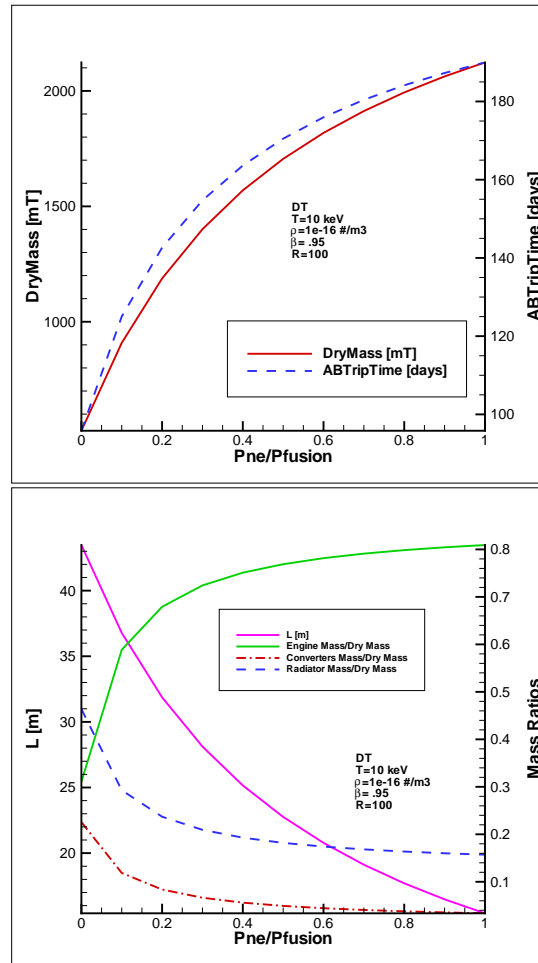 2000
1500
1000
DryMass [mT]
180
160
140
120
100
ABTripTime [days]
DT
T=10 keV
ρ=1e-16 #/m3
β= .95
R=100
DryMass [mT]
ABTripTime [days]
0
0.2
0.4
0.6
0.8
1
Pne/Pfusion
40
35
30
25
20
L [m]
0.8
0.7
0.6
0.5
0.4
0.3
0.2
0.1
Mass Ratios
L [m]
Engine Mass/Dry Mass
Converters Mass/Dry Mass
Radiator Mass/Dry Mass
DT
T=10 keV
ρ=1e-16 #/m3
β= .95
R=100
0
0.2
0.4
0.6
0.8
1
Pne/Pfusion